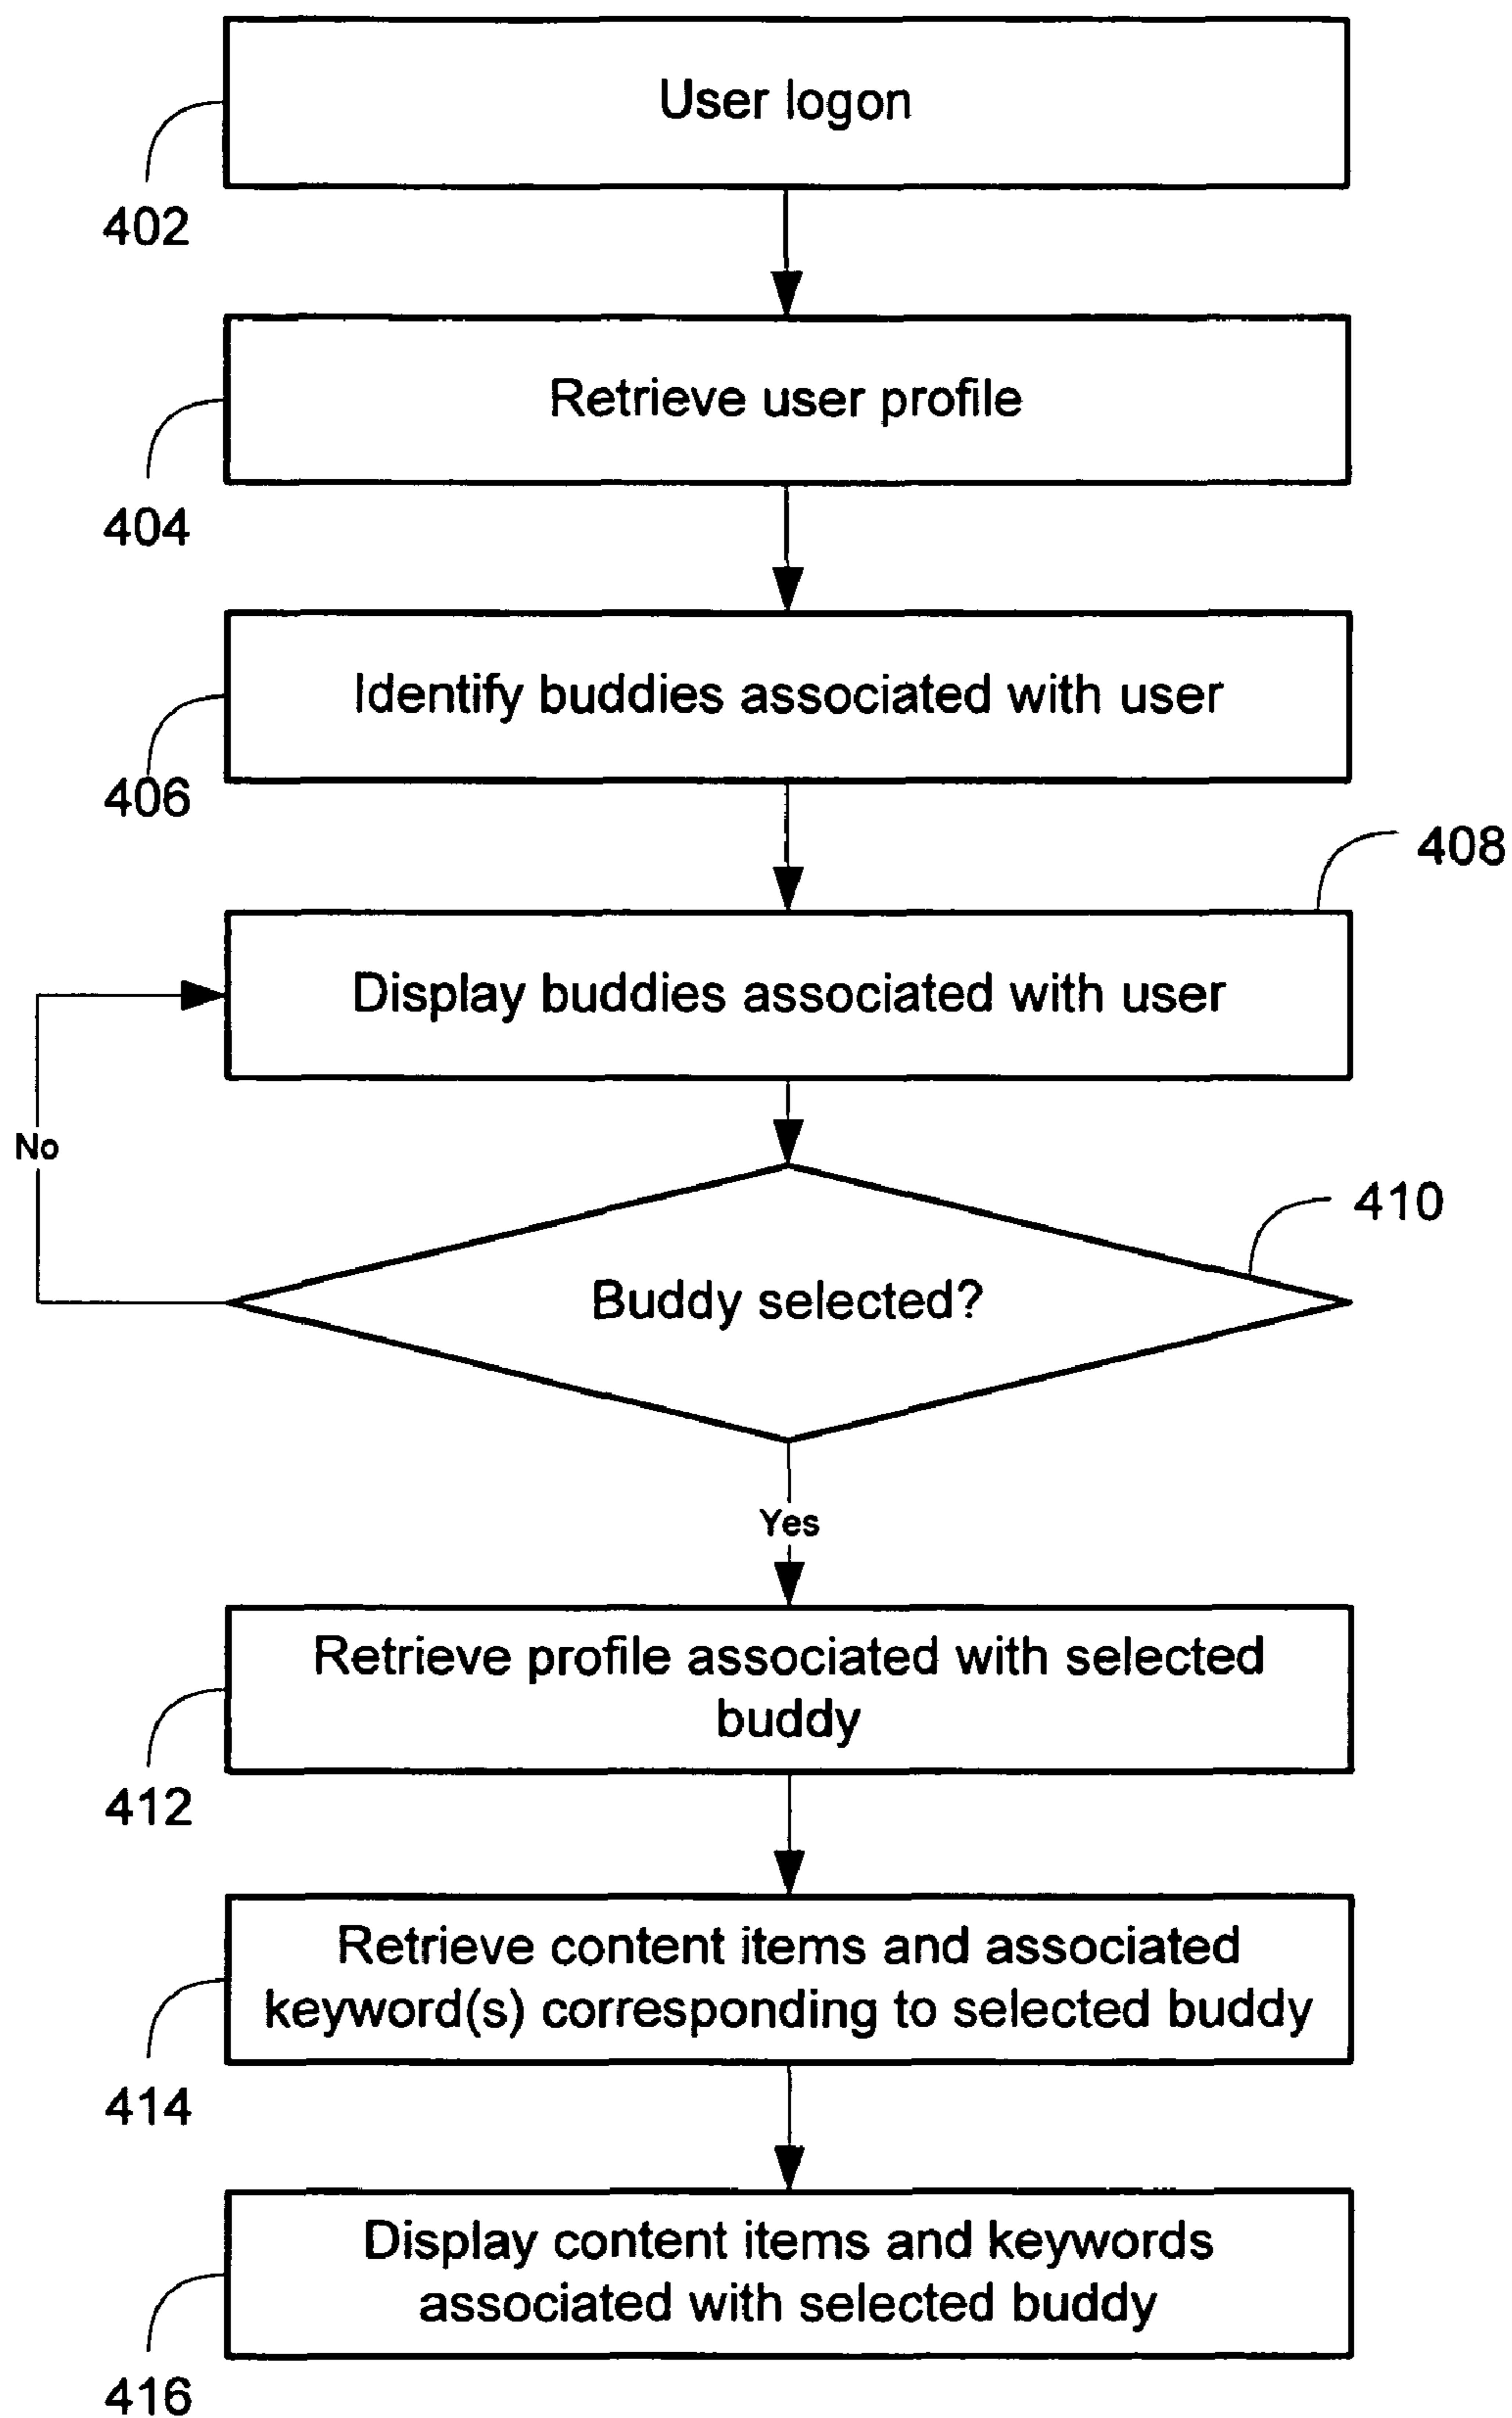 User logon
402
Retrieve user profile
404
Identify buddies associated with user
406
408
Display buddies associated with user
No
410
Buddy selected?
Yes
Retrieve profile associated with selected
buddy
412
Retrieve content items and associated
keyword(s) corresponding to selected buddy
414
Display content items and keywords
associated with selected buddy
416